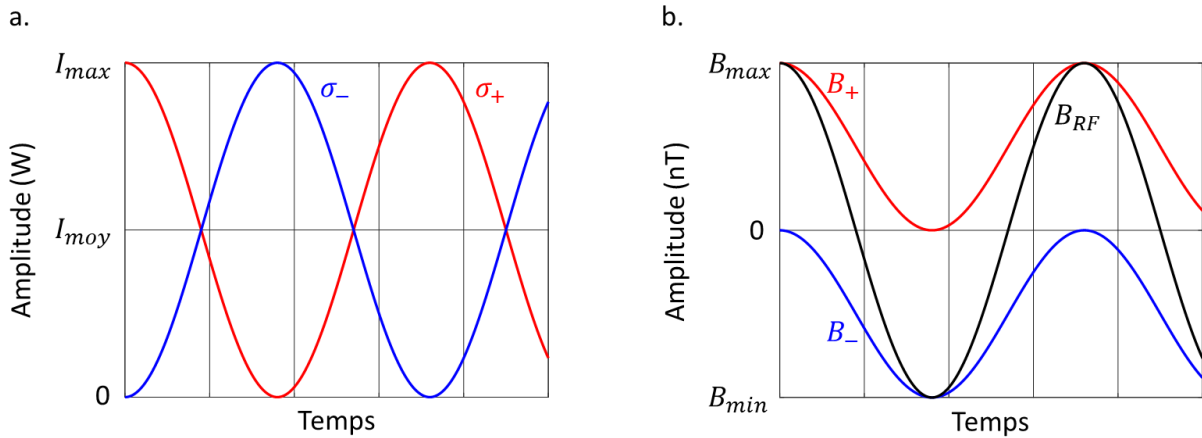 a.
I_max
σ_−
σ_+
I_moy
0
Amplitude (W)
Temps
b.
B_max
B_+
B_RF
0
B_−
B_min
Amplitude (nT)
Temps